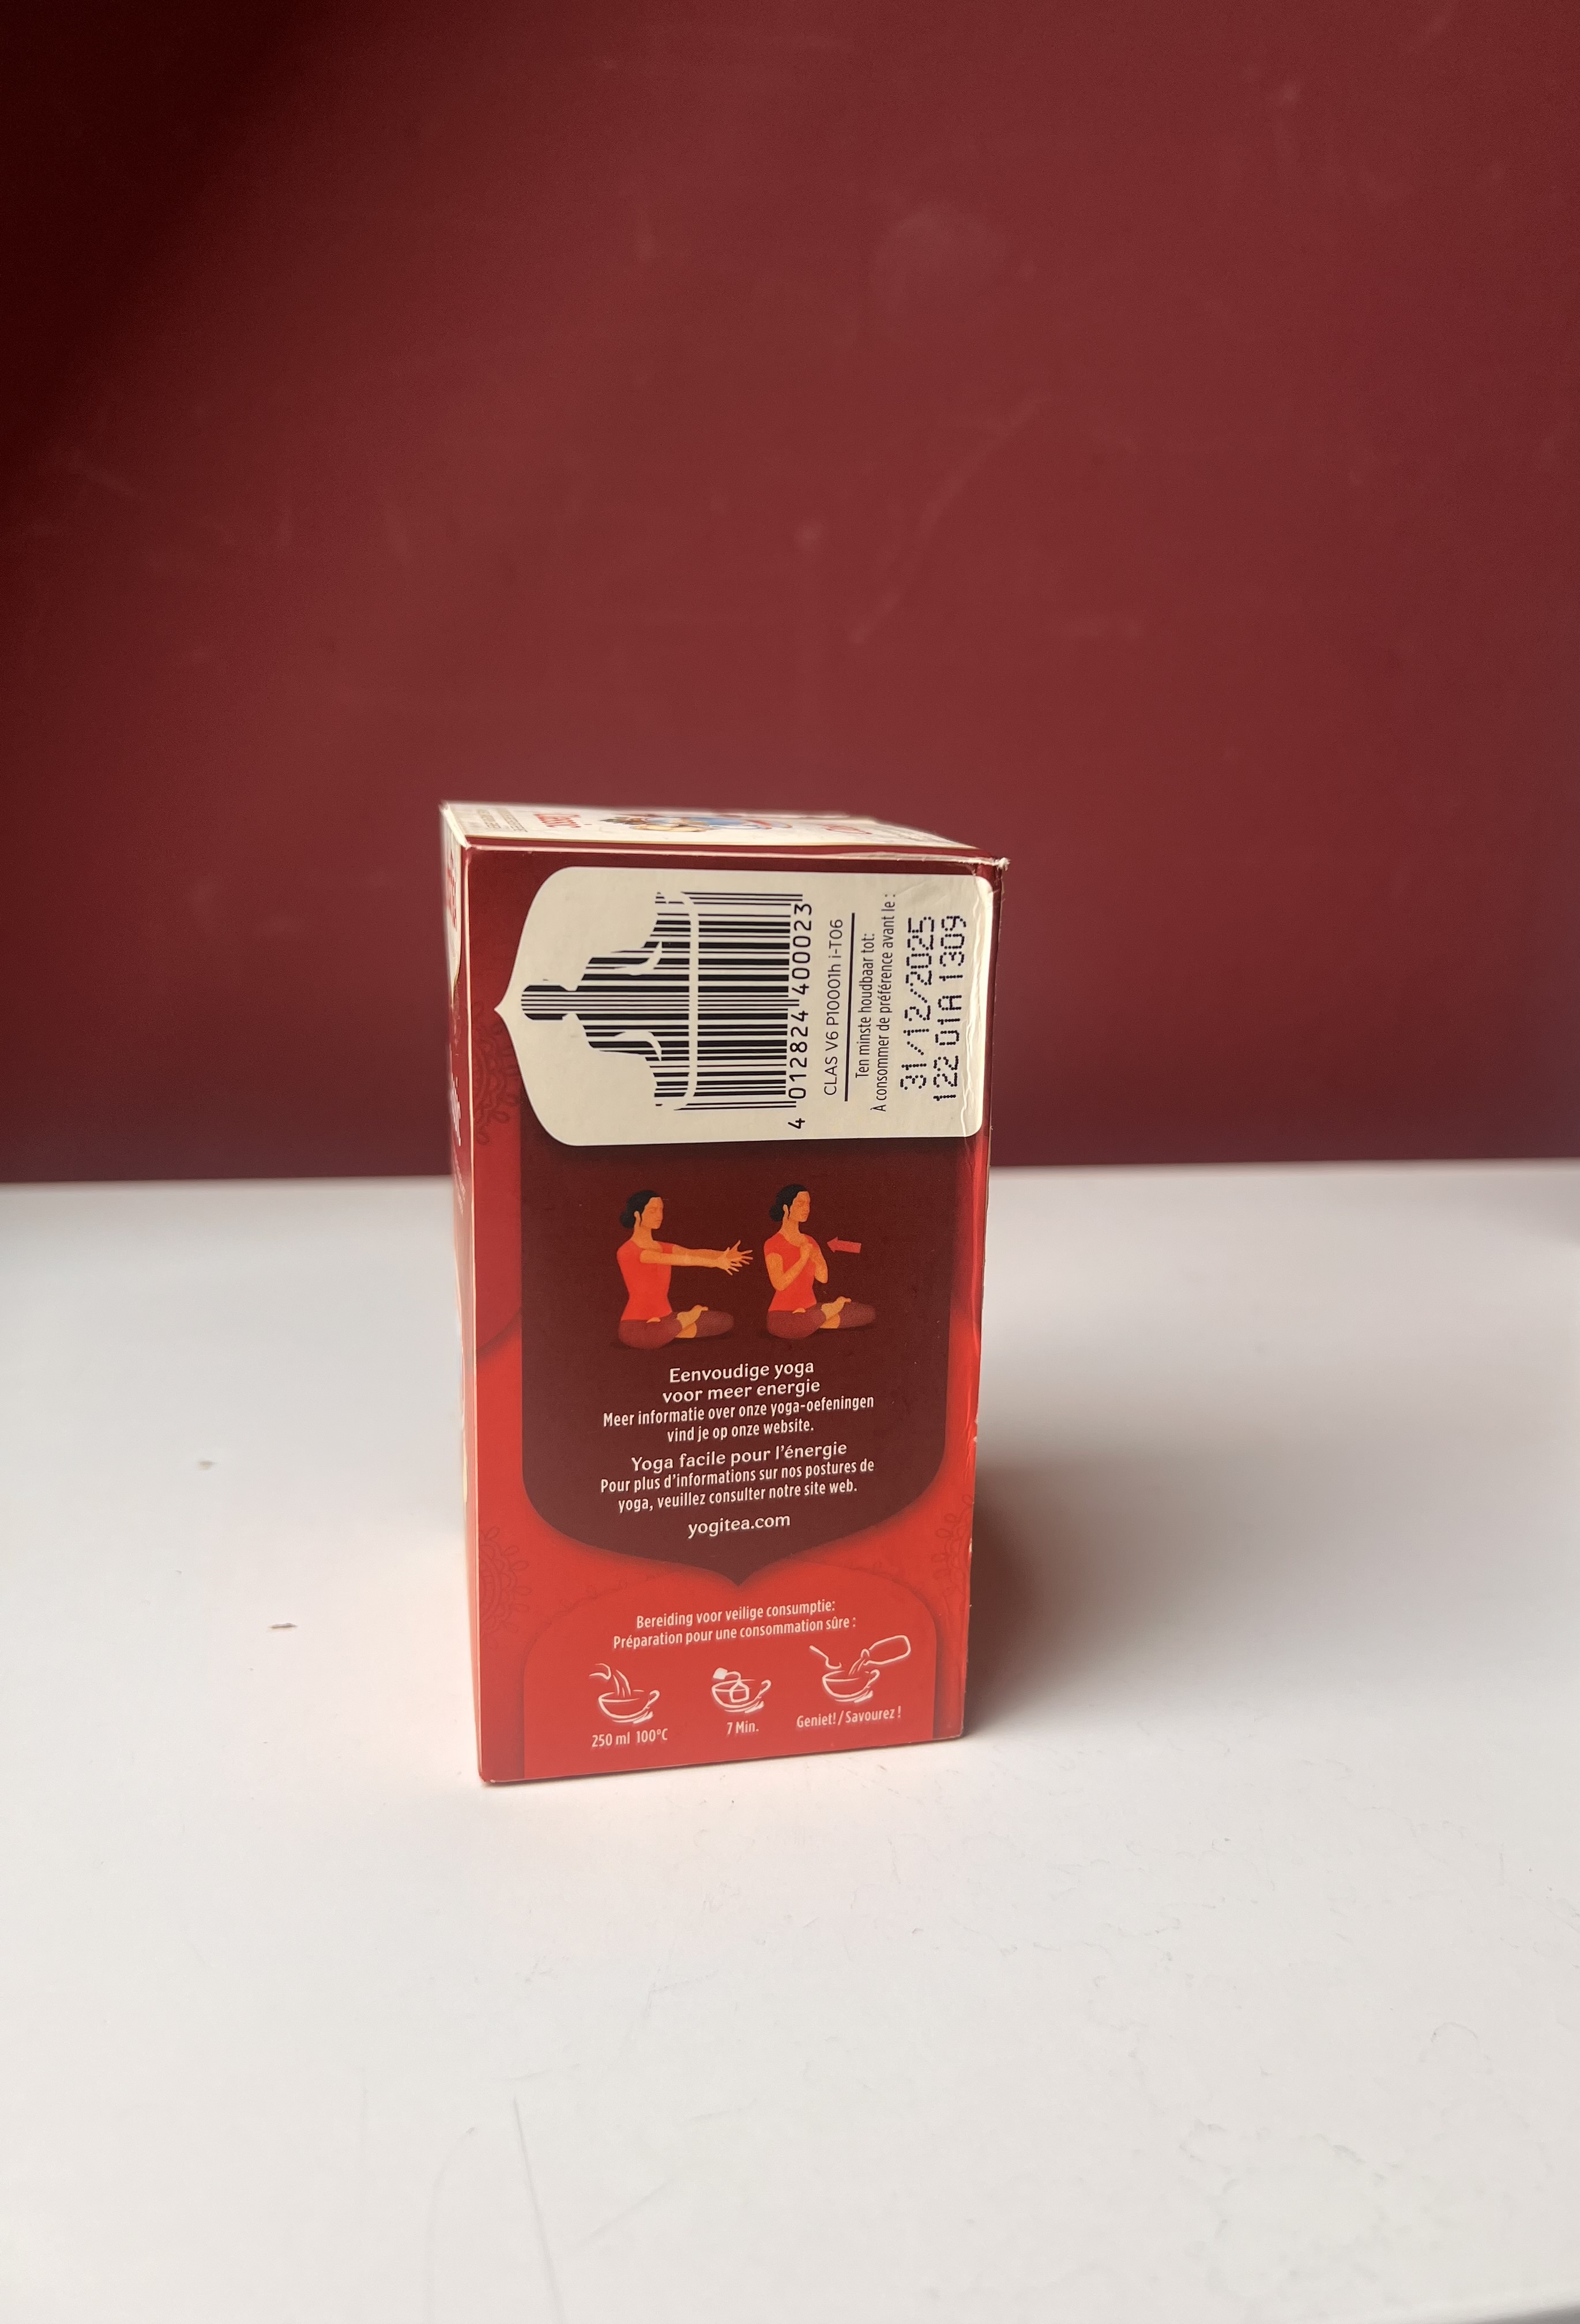 4 012824 400023
CLAS V6 P10001h i-T06
Ten minste houdbaar tot:
À consommer de préférence avant le :
31/12/2025
122 01A 1309
Eenvoudige yoga
voor meer energie
Meer informatie over onze yoga-oefeningen
vind je op onze website.
Yoga facile pour l'énergie
Pour plus d'informations sur nos postures de
yoga, veuillez consulter notre site web.
yogitea.com
Bereiding voor veilige consumptie:
Préparation pour une consommation sûre :
250 ml 100°C
7 Min.
Geniet! / Savourez !